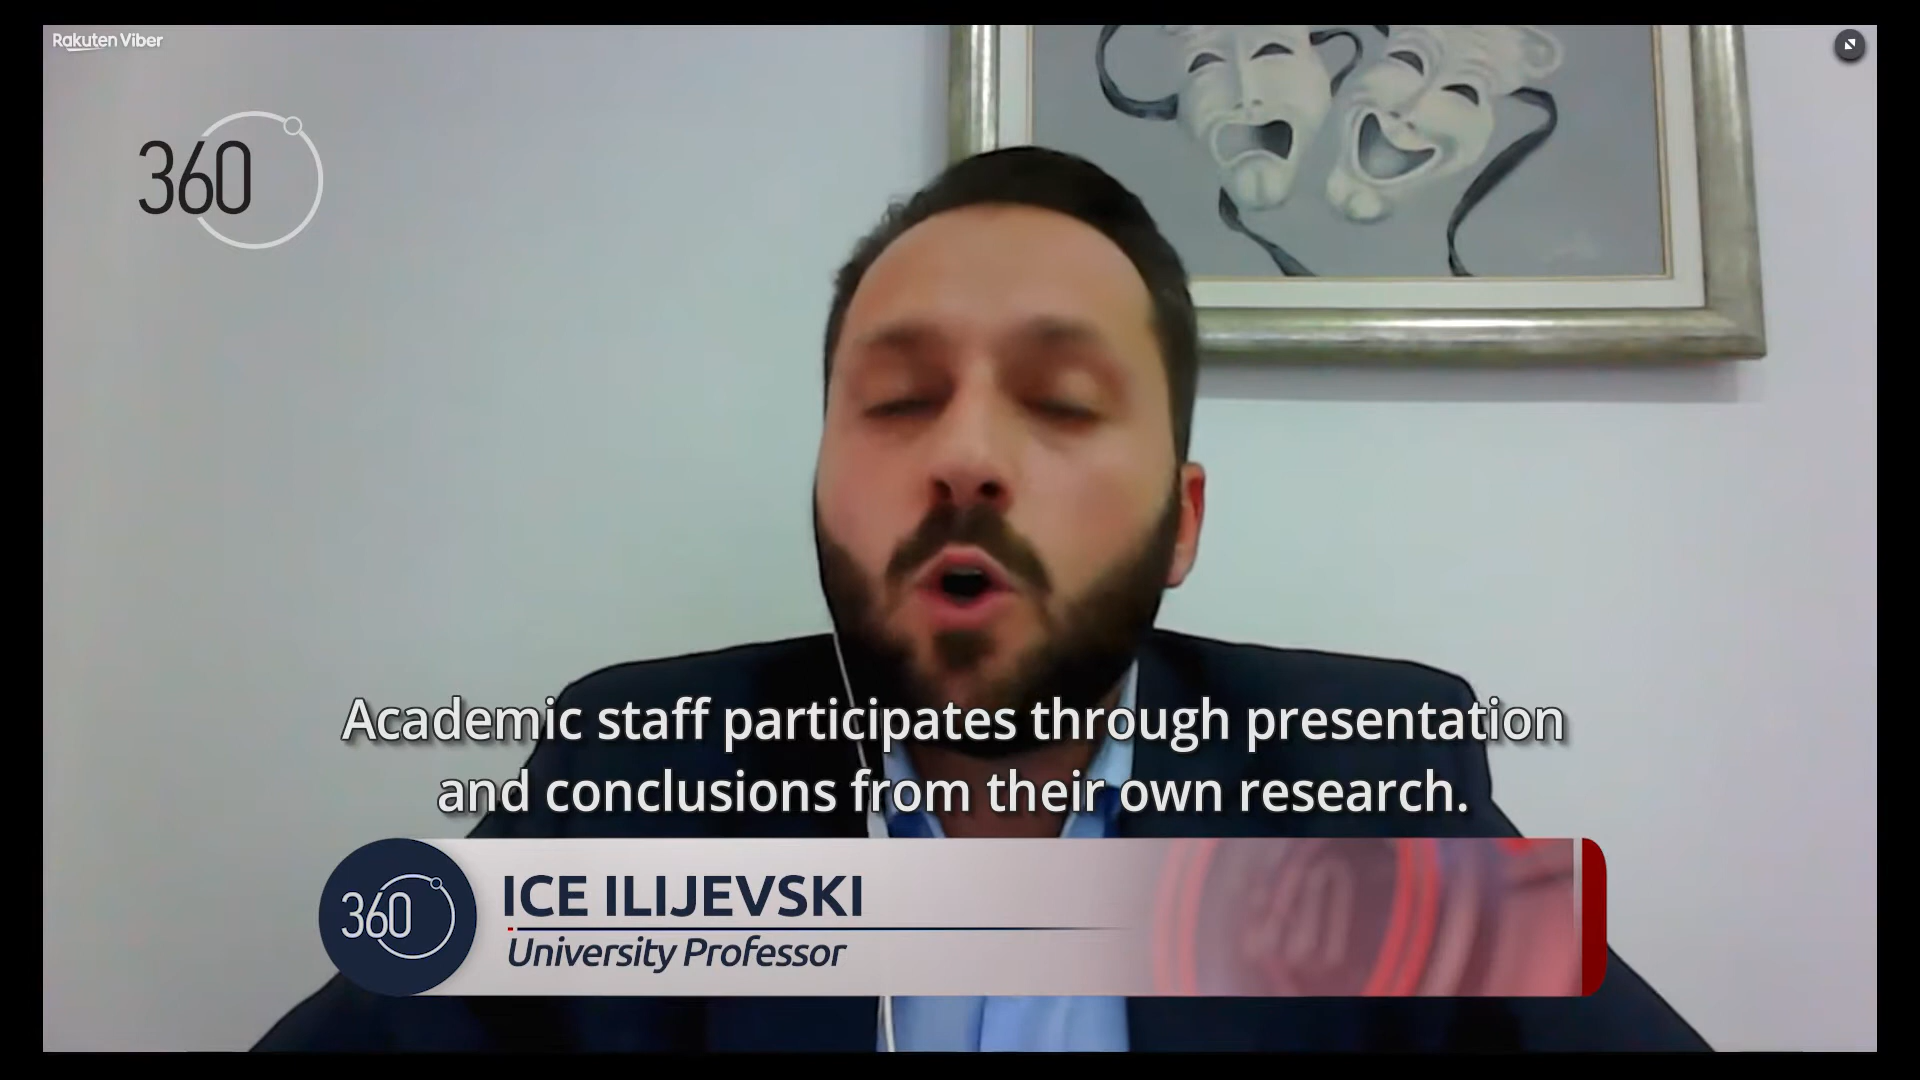 Rakuten Viber
360
Academic staff participates through presentation
and conclusions from their own research.
360
ICE ILIJEVSKI
University Professor